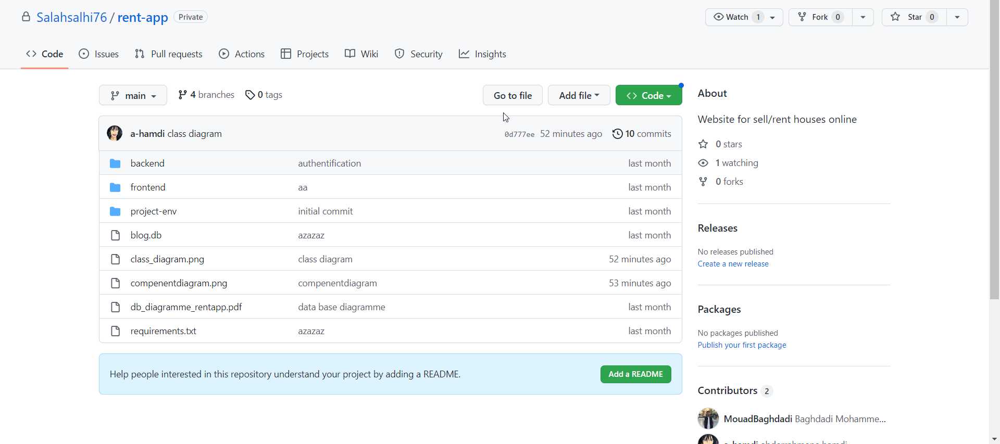 Salahsalhi76 / rent-app Private
Watch 1 Fork 0 Star 0
Code Issues Pull requests Actions Projects Wiki Security Insights
main 4 branches 0 tags Go to file Add file Code
a-hamdi class diagram 0d777ee 52 minutes ago 10 commits
backend authentification last month
frontend aa last month
project-env initial commit last month
blog.db azazaz last month
class_diagram.png class diagram 52 minutes ago
compenentdiagram.png compenentdiagram 53 minutes ago
db_diagramme_rentapp.pdf data base diagramme last month
requirements.txt azazaz last month
Help people interested in this repository understand your project by adding a README. Add a README
About
Website for sell/rent houses online
0 stars
1 watching
0 forks
Releases
No releases published
Create a new release
Packages
No packages published
Publish your first package
Contributors 2
MouadBaghdadi Baghdadi Mohamme...
a-hamdi abderrahmane hamdi